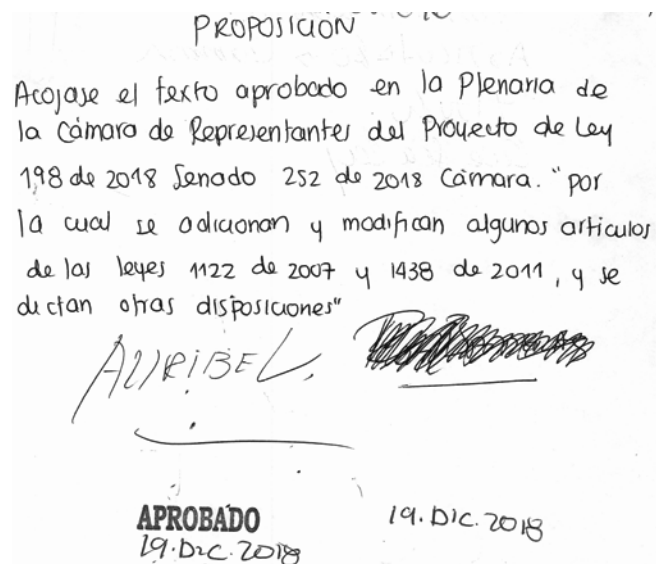 PROPOSICIÓN
Acojase el texto aprobado en la Plenaria de
la Cámara de Representantes del Proyecto de Ley
198 de 2018 Senado 252 de 2018 Cámara. "por
la cual se adicionan y modifican algunos artículos
de las leyes 1122 de 2007 y 1438 de 2011, y se
dictan otras disposiciones"
APROBADO
19.DIC.2018
19.DIC.2018